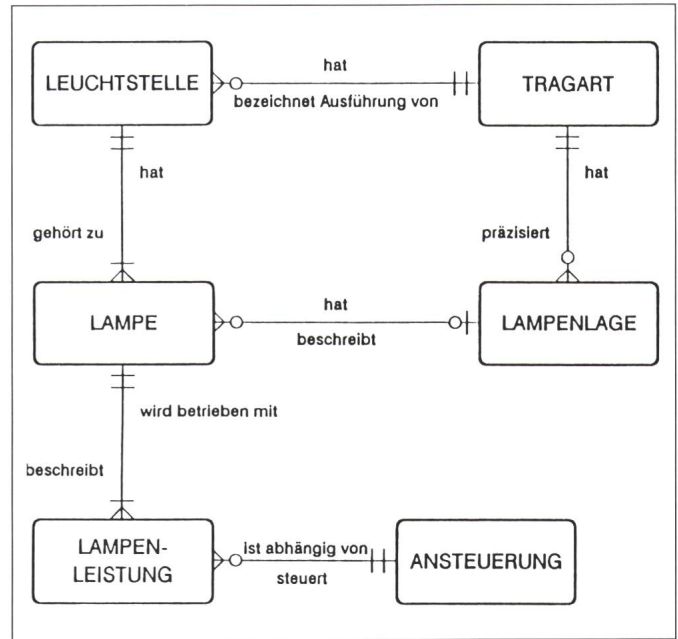 LEUCHTSTELLE
hat
bezeichnet Ausführung von
TRAGART
hat
hat
gehört zu
präzisiert
LAMPE
hat
beschreibt
LAMPENLAGE
wird betrieben mit
beschreibt
LAMPEN-
LEISTUNG
ist abhängig von
steuert
ANSTEUERUNG